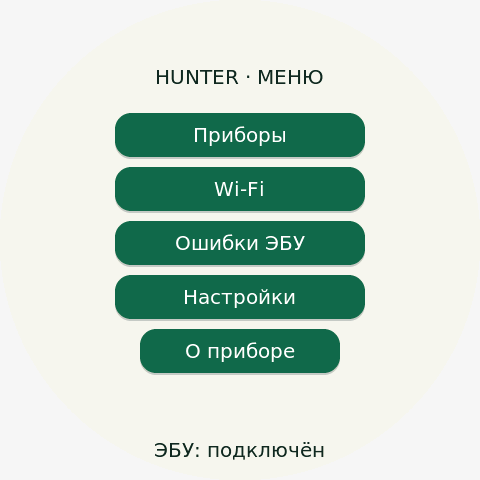 HUNTER · МЕНЮ
Приборы
Wi-Fi
Ошибки ЭБУ
Настройки
О приборе
ЭБУ: подключён